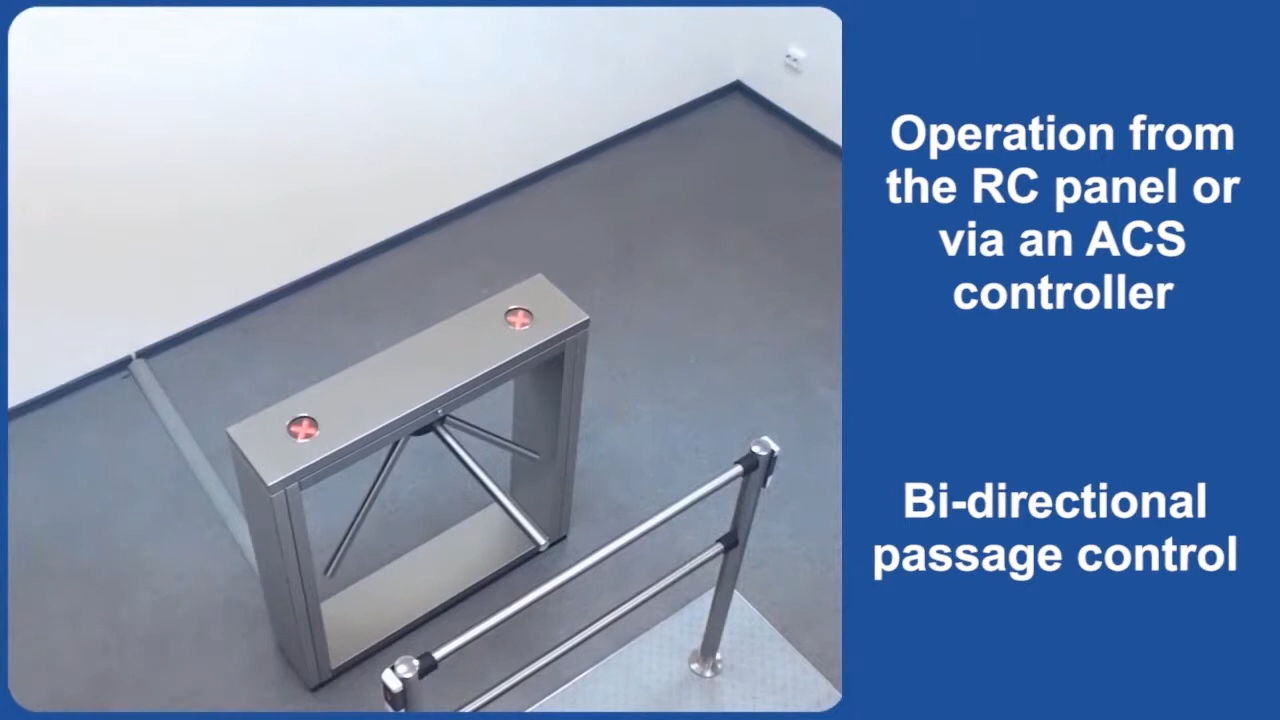 Operation from
the RC panel or
via an ACS
controller
Bi-directional
passage control